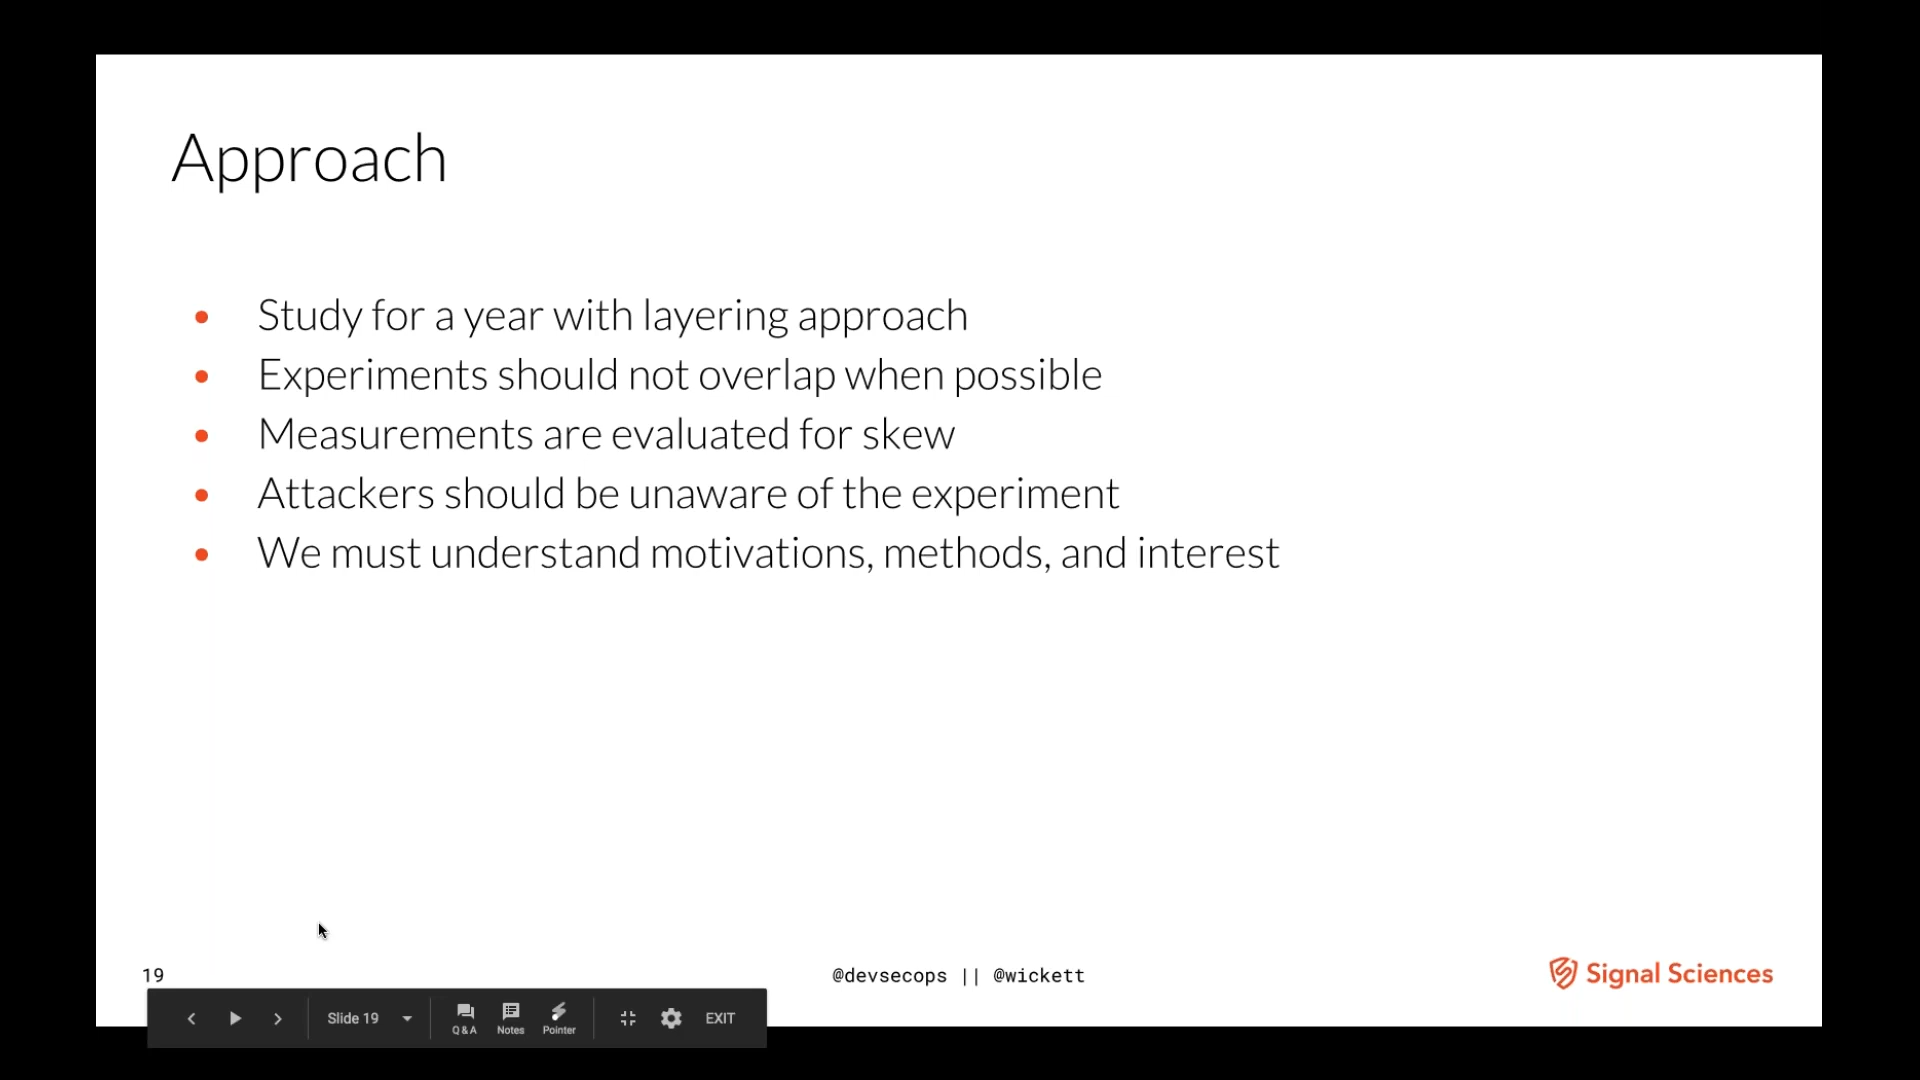 Approach
Study for a year with layering approach
Experiments should not overlap when possible
Measurements are evaluated for skew
Attackers should be unaware of the experiment
We must understand motivations, methods, and interest
19
@devsecops || @wickett
Signal Sciences
Slide 19
Q&A
Notes
Pointer
EXIT